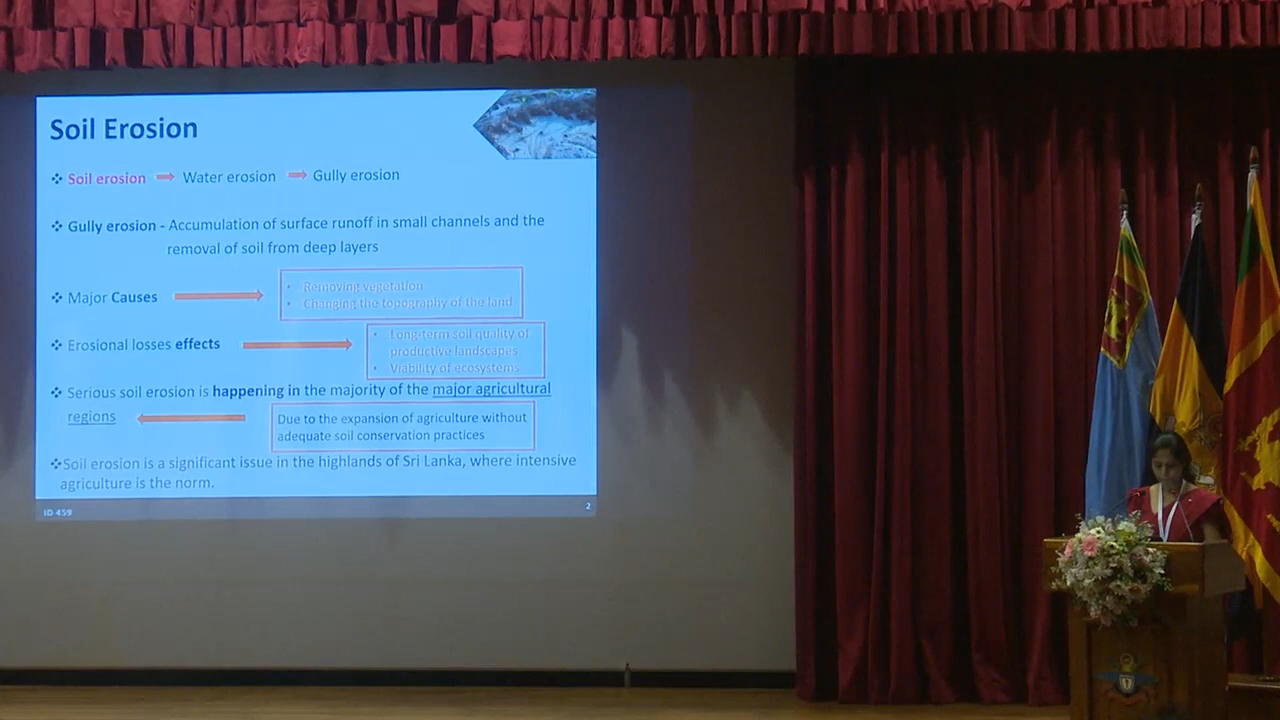 Soil Erosion
❖ Soil erosion → Water erosion → Gully erosion
❖ Gully erosion - Accumulation of surface runoff in small channels and the
removal of soil from deep layers
❖ Major Causes
• Removing vegetation
• Changing the topography of the land
❖ Erosional losses effects
• Long-term soil quality of
productive landscapes
• Viability of ecosystems
❖ Serious soil erosion is happening in the majority of the major agricultural
regions
Due to the expansion of agriculture without
adequate soil conservation practices
❖Soil erosion is a significant issue in the highlands of Sri Lanka, where intensive
agriculture is the norm.
ID 459
2